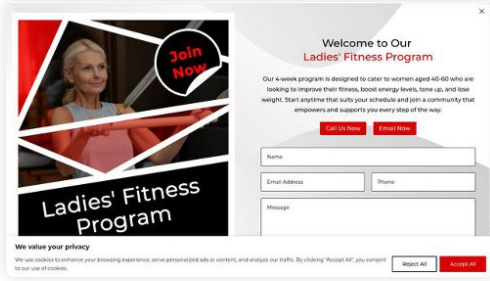 Join
Now
Ladies' Fitness
Program
Welcome to Our
Ladies' Fitness Program
Our 4-week program is designed to cater to women aged 40-60 who are
looking to improve their fitness, boost energy levels, tone up, and lose
weight. Start anytime that suits your schedule and join a community that
empowers and supports you every step of the way.
Call Us Now
Email Now
Name
Email Address
Phone
Message
We value your privacy
We use cookies to enhance your browsing experience, serve personalized ads or content, and analyze our traffic. By clicking "Accept All", you consent
to our use of cookies.
Reject All
Accept All